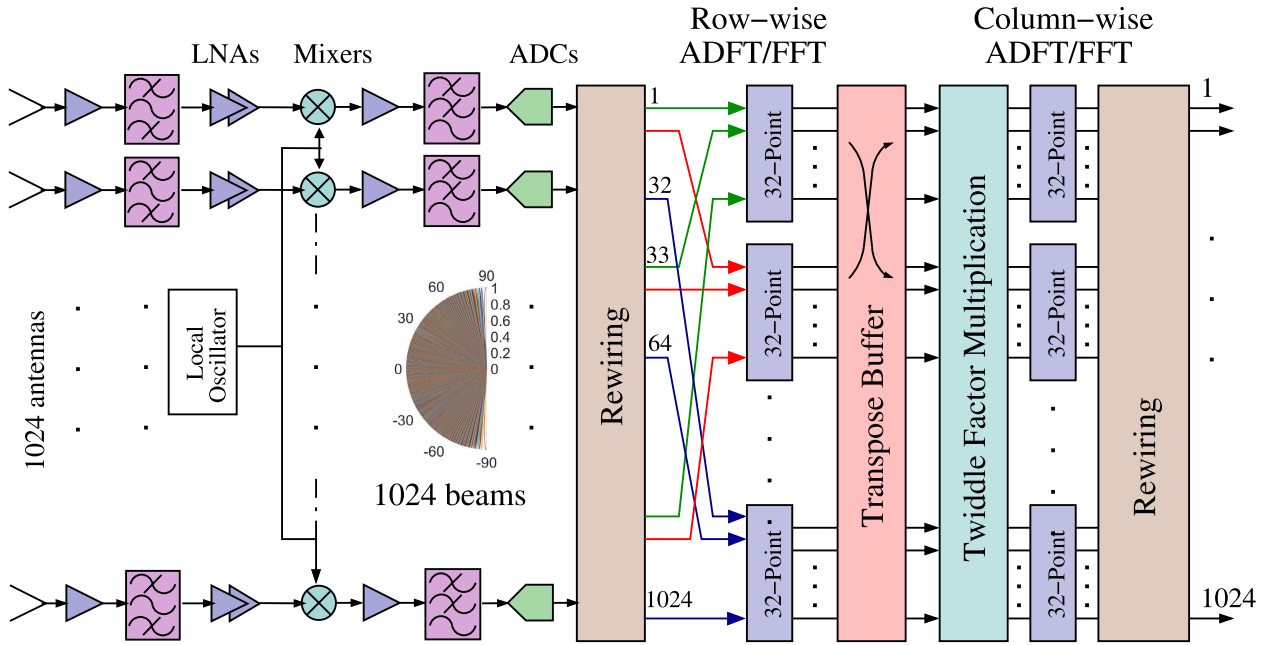 Row−wise
ADFT/FFT
Column−wise
ADFT/FFT
LNAs
Mixers
ADCs
1
32
33
64
1024
1024 antennas
Local
Oscillator
90
60
30
0
-30
-60
-90
1
0.8
0.6
0.4
0.2
0
1024 beams
Rewiring
32−Point
32−Point
32−Point
Transpose Buffer
Twiddle Factor Multiplication
32−Point
32−Point
32−Point
Rewiring
1
1024